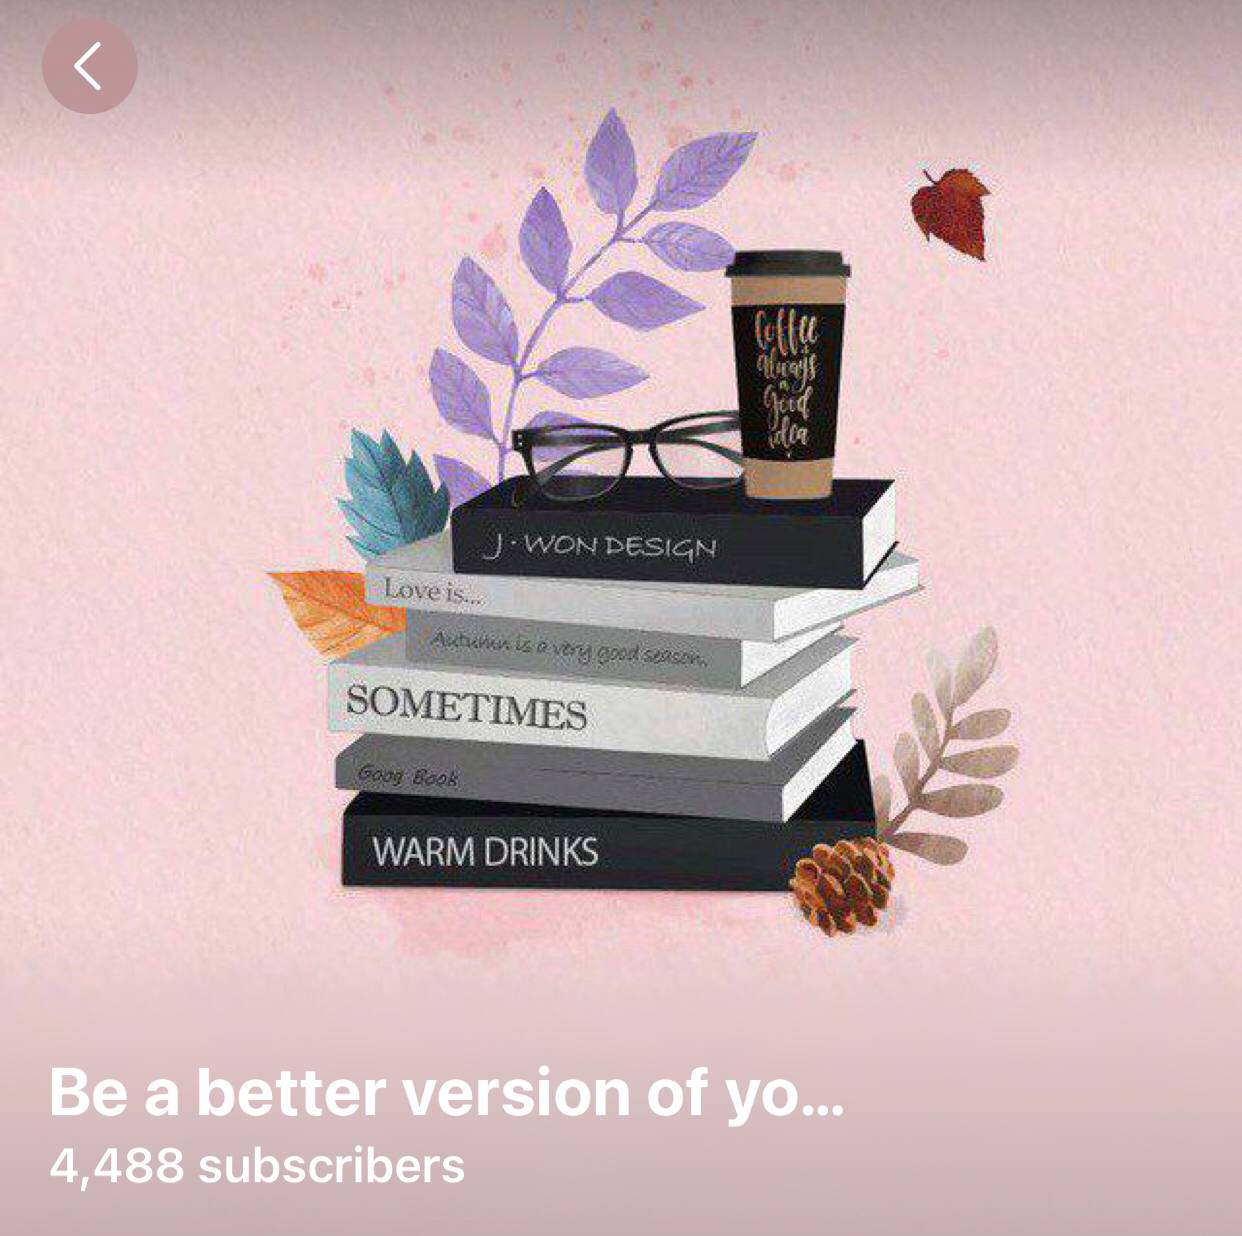 Coffee
always
a
Good
idea
J·WON DESIGN
Love is...
Autumn is a very good season.
SOMETIMES
Goog Book
WARM DRINKS
Be a better version of yo...
4,488 subscribers